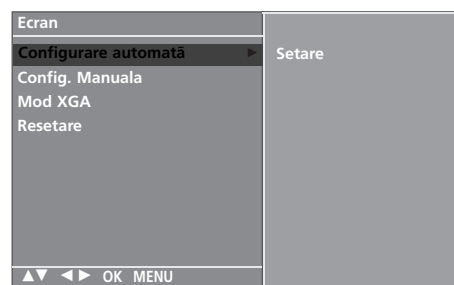 Ecran
Configurare automată ► Setare
Config. Manuala
Mod XGA
Resetare
▲▼ ◄► OK MENU